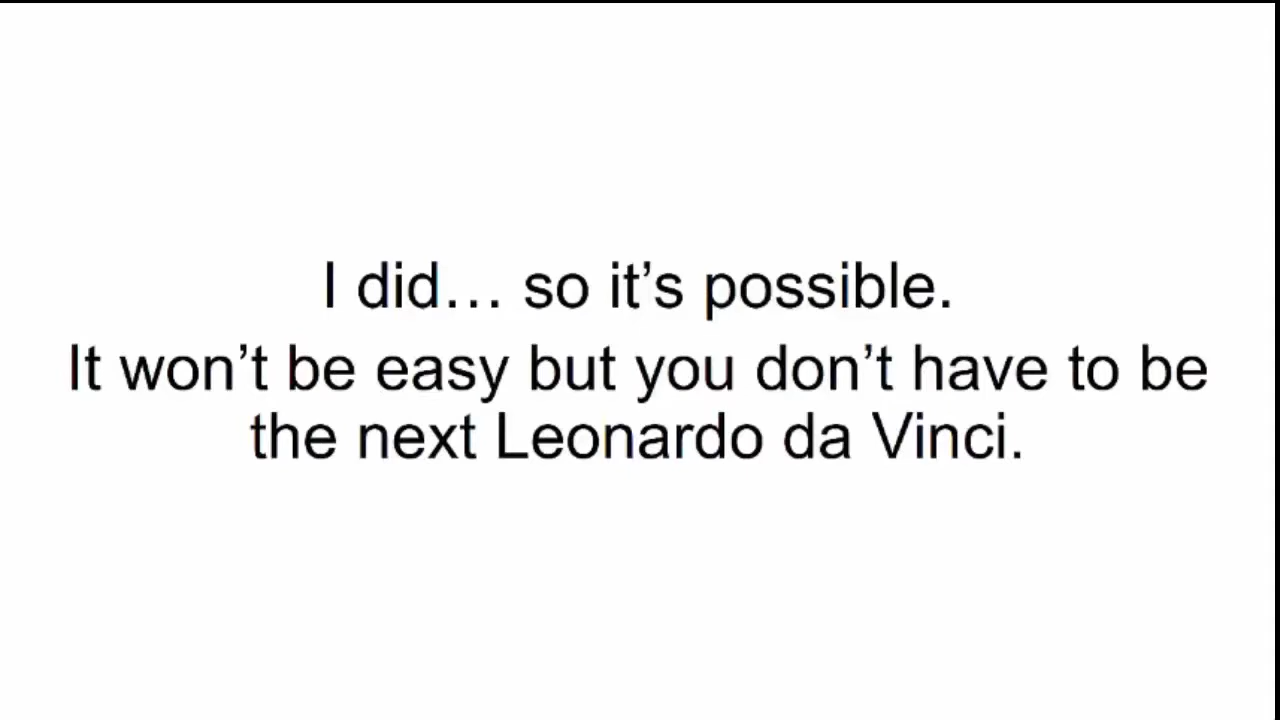 I did… so it’s possible.
It won’t be easy but you don’t have to be
the next Leonardo da Vinci.